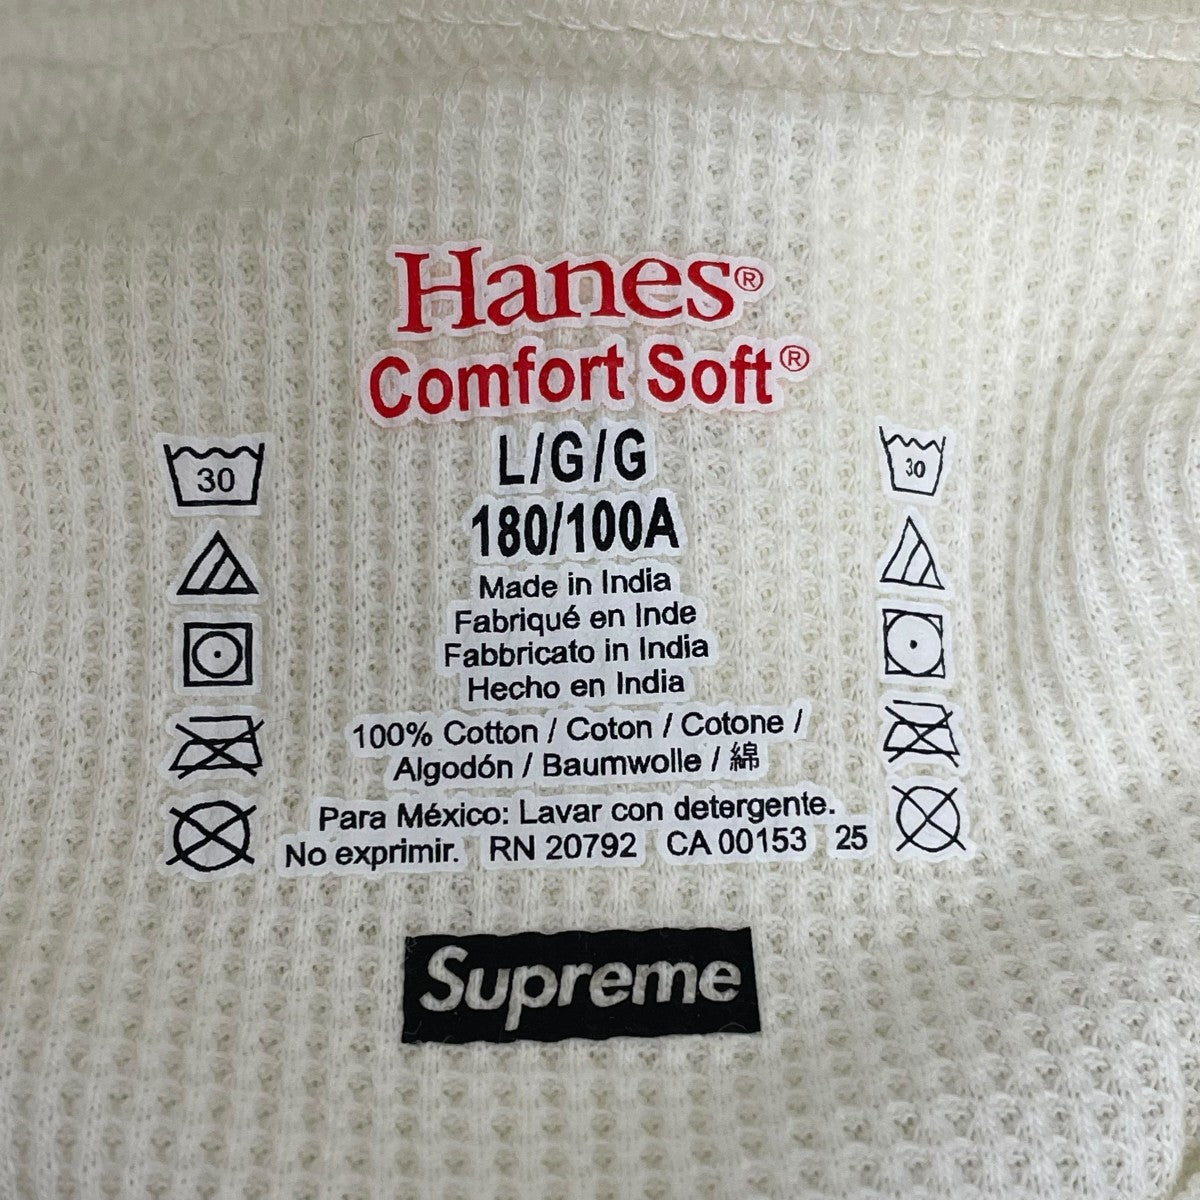 Hanes®
Comfort Soft®
L/G/G
180/100A
30
30
Made in India
Fabriqué en Inde
Fabbricato in India
Hecho en India
100% Cotton / Coton / Cotone /
Algodón / Baumwolle / 綿
Para México: Lavar con detergente.
No exprimir. RN 20792 CA 00153 25
Supreme